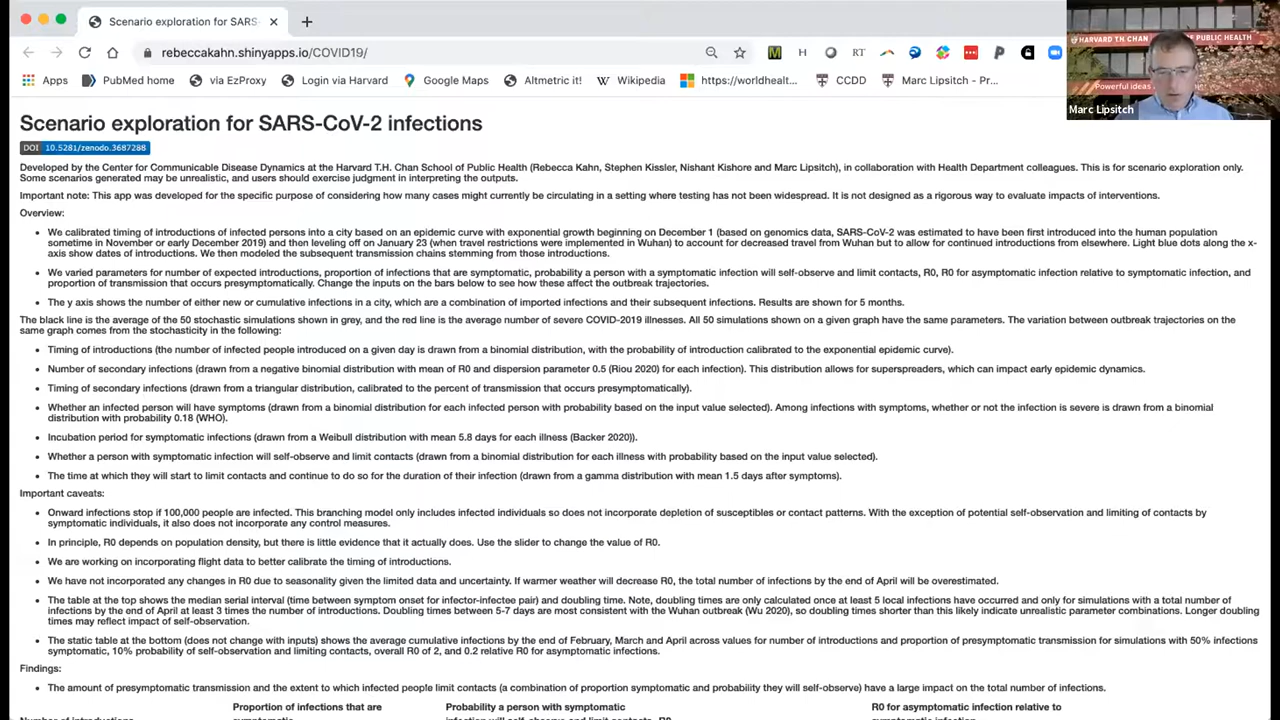 Scenario exploration for SARS-
rebeccakahn.shinyapps.io/COVID19/
Apps PubMed home via EzProxy Login via Harvard Google Maps Altmetric it! Wikipedia https://worldhealt... CCDD Marc Lipsitch - Pr...
HARVARD T.H. CHAN PUBLIC HEALTH
Powerful ideas
Marc Lipsitch
Scenario exploration for SARS-CoV-2 infections
DOI 10.5281/zenodo.3687288
Developed by the Center for Communicable Disease Dynamics at the Harvard T.H. Chan School of Public Health (Rebecca Kahn, Stephen Kissler, Nishant Kishore and Marc Lipsitch), in collaboration with Health Department colleagues. This is for scenario exploration only.
Some scenarios generated may be unrealistic, and users should exercise judgment in interpreting the outputs.
Important note: This app was developed for the specific purpose of considering how many cases might currently be circulating in a setting where testing has not been widespread. It is not designed as a rigorous way to evaluate impacts of interventions.
Overview:
• We calibrated timing of introductions of infected persons into a city based on an epidemic curve with exponential growth beginning on December 1 (based on genomics data, SARS-CoV-2 was estimated to have been first introduced into the human population
sometime in November or early December 2019) and then leveling off on January 23 (when travel restrictions were implemented in Wuhan) to account for decreased travel from Wuhan but to allow for continued introductions from elsewhere. Light blue dots along the x-
axis show dates of introductions. We then modeled the subsequent transmission chains stemming from those introductions.
• We varied parameters for number of expected introductions, proportion of infections that are symptomatic, probability a person with a symptomatic infection will self-observe and limit contacts, R0, R0 for asymptomatic infection relative to symptomatic infection, and
proportion of transmission that occurs presymptomatically. Change the inputs on the bars below to see how these affect the outbreak trajectories.
• The y axis shows the number of either new or cumulative infections in a city, which are a combination of imported infections and their subsequent infections. Results are shown for 5 months.
The black line is the average of the 50 stochastic simulations shown in grey, and the red line is the average number of severe COVID-2019 illnesses. All 50 simulations shown on a given graph have the same parameters. The variation between outbreak trajectories on the
same graph comes from the stochasticity in the following:
• Timing of introductions (the number of infected people introduced on a given day is drawn from a binomial distribution, with the probability of introduction calibrated to the exponential epidemic curve).
• Number of secondary infections (drawn from a negative binomial distribution with mean of R0 and dispersion parameter 0.5 (Riou 2020) for each infection). This distribution allows for superspreaders, which can impact early epidemic dynamics.
• Timing of secondary infections (drawn from a triangular distribution, calibrated to the percent of transmission that occurs presymptomatically).
• Whether an infected person will have symptoms (drawn from a binomial distribution for each infected person with probability based on the input value selected). Among infections with symptoms, whether or not the infection is severe is drawn from a binomial
distribution with probability 0.18 (WHO).
• Incubation period for symptomatic infections (drawn from a Weibull distribution with mean 5.8 days for each illness (Backer 2020)).
• Whether a person with symptomatic infection will self-observe and limit contacts (drawn from a binomial distribution for each illness with probability based on the input value selected).
• The time at which they will start to limit contacts and continue to do so for the duration of their infection (drawn from a gamma distribution with mean 1.5 days after symptoms).
Important caveats:
• Onward infections stop if 100,000 people are infected. This branching model only includes infected individuals so does not incorporate depletion of susceptibles or contact patterns. With the exception of potential self-observation and limiting of contacts by
symptomatic individuals, it also does not incorporate any control measures.
• In principle, R0 depends on population density, but there is little evidence that it actually does. Use the slider to change the value of R0.
• We are working on incorporating flight data to better calibrate the timing of introductions.
• We have not incorporated any changes in R0 due to seasonality given the limited data and uncertainty. If warmer weather will decrease R0, the total number of infections by the end of April will be overestimated.
• The table at the top shows the median serial interval (time between symptom onset for infector-infectee pair) and doubling time. Note, doubling times are only calculated once at least 5 local infections have occurred and only for simulations with a total number of
infections by the end of April at least 3 times the number of introductions. Doubling times between 5-7 days are most consistent with the Wuhan outbreak (Wu 2020), so doubling times shorter than this likely indicate unrealistic parameter combinations. Longer doubling
times may reflect impact of self-observation.
• The static table at the bottom (does not change with inputs) shows the average cumulative infections by the end of February, March and April across values for number of introductions and proportion of presymptomatic transmission for simulations with 50% infections
symptomatic, 10% probability of self-observation and limiting contacts, overall R0 of 2, and 0.2 relative R0 for asymptomatic infections.
Findings:
• The amount of presymptomatic transmission and the extent to which infected people limit contacts (a combination of proportion symptomatic and probability they will self-observe) have a large impact on the total number of infections.
Proportion of infections that are Probability a person with symptomatic R0 for asymptomatic infection relative to
Number of introductions symptomatic infection will self-observe and limit contacts R0 symptomatic infection